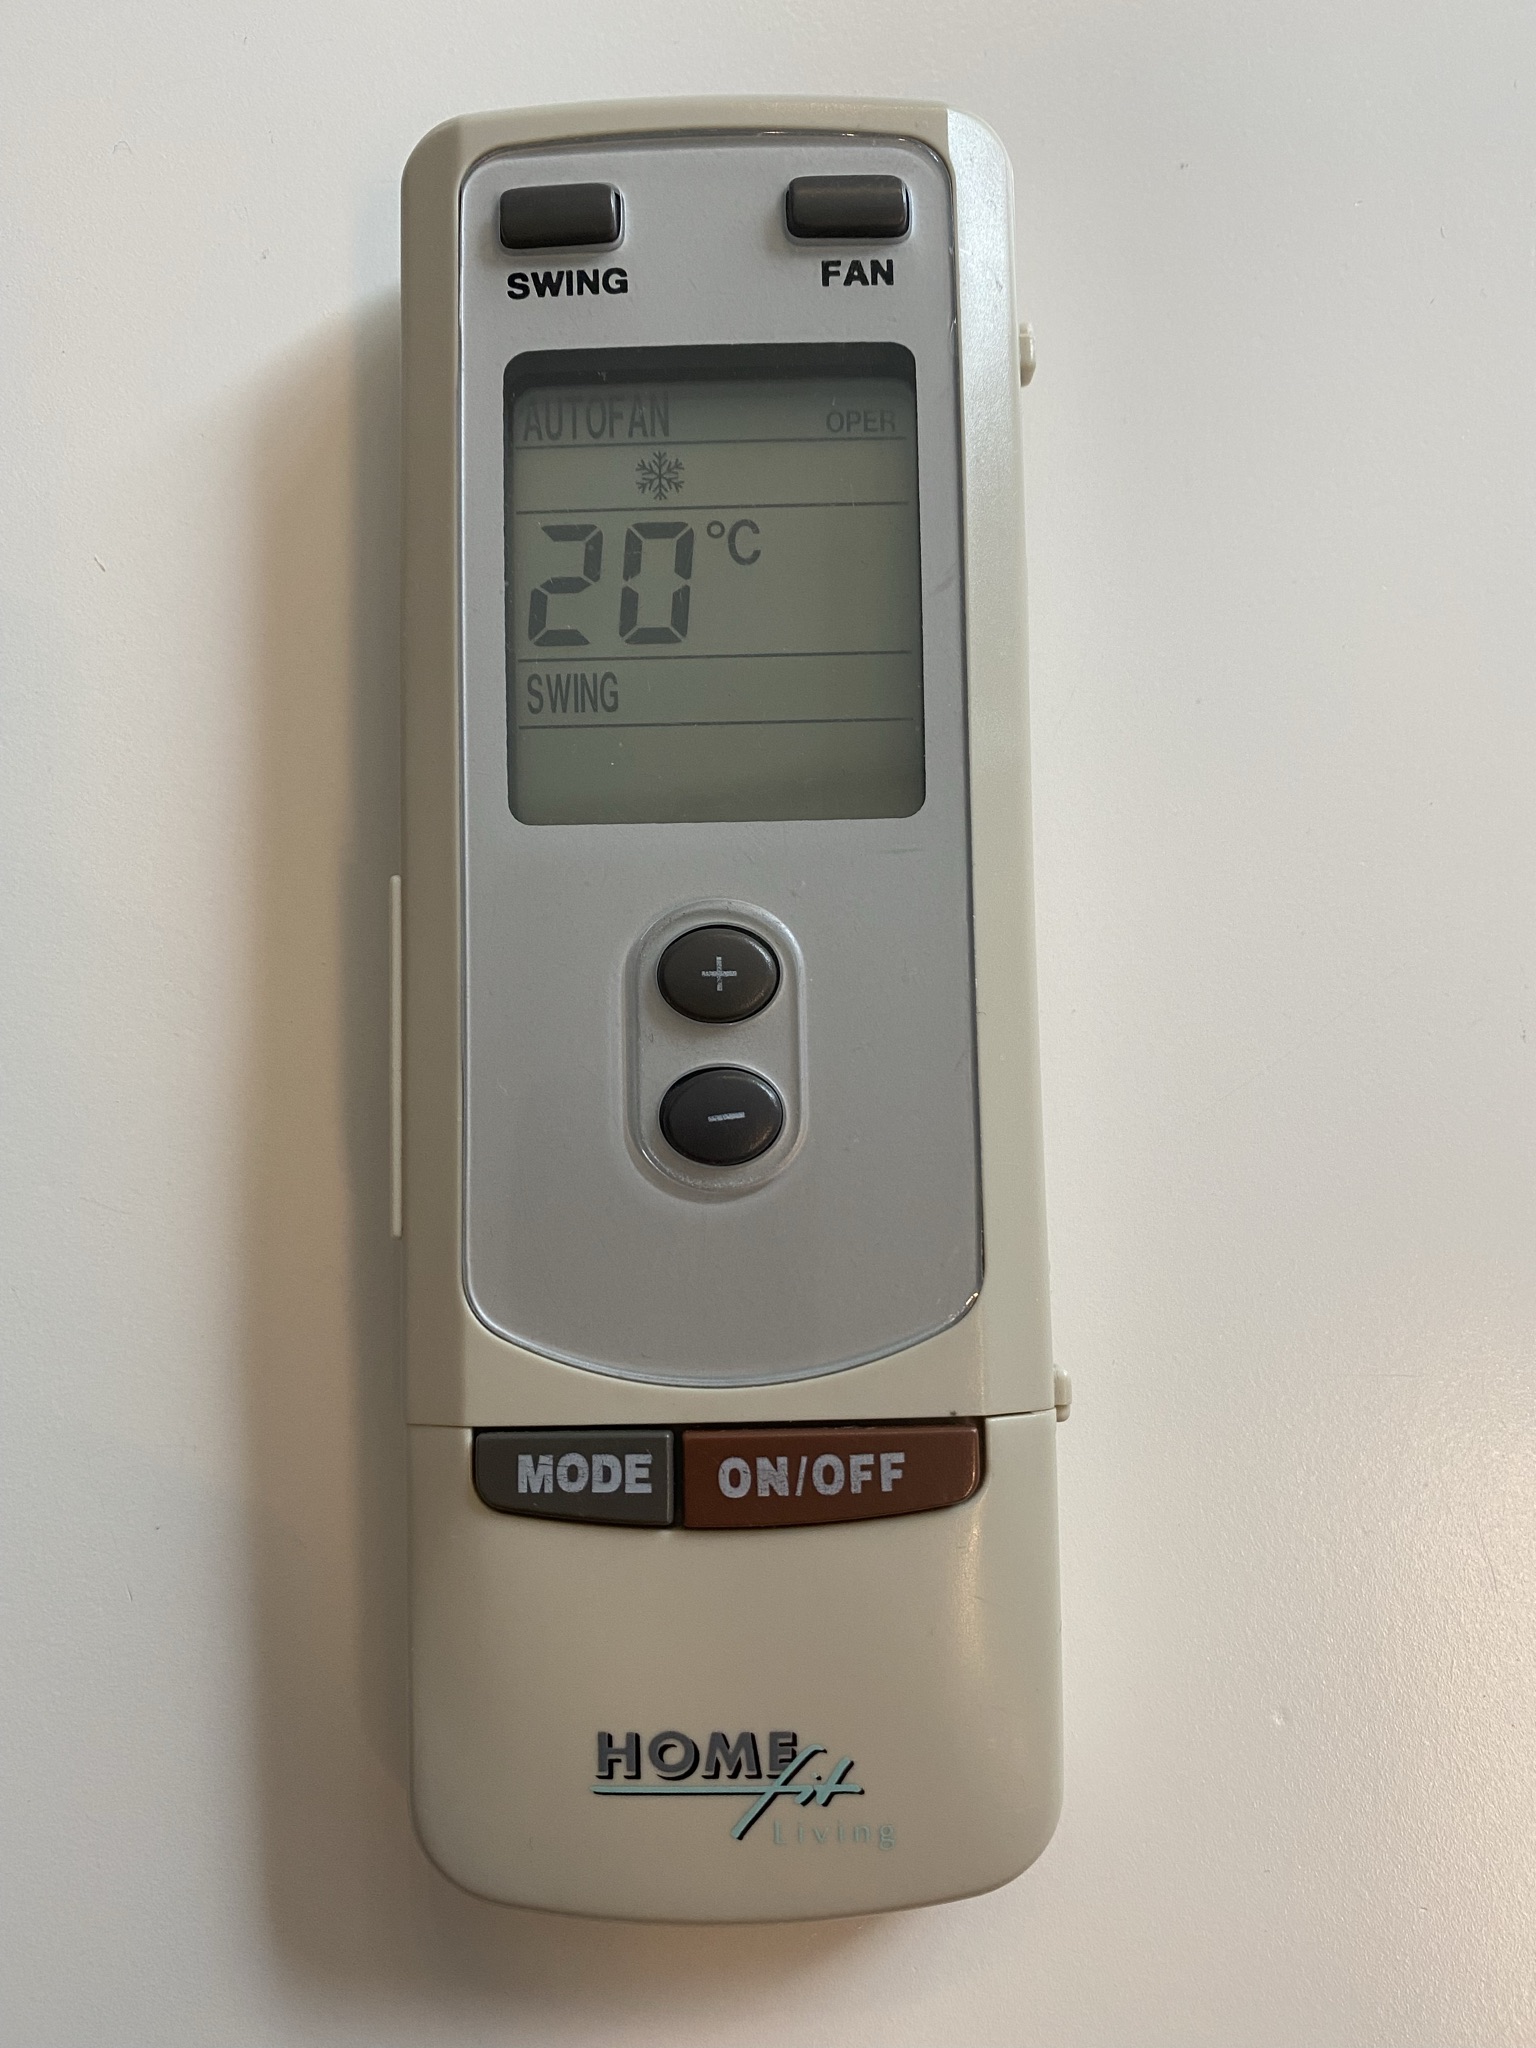 SWING FAN
AUTOFAN OPER
20°C
SWING
+
-
MODE ON/OFF
HOME
fit
Living